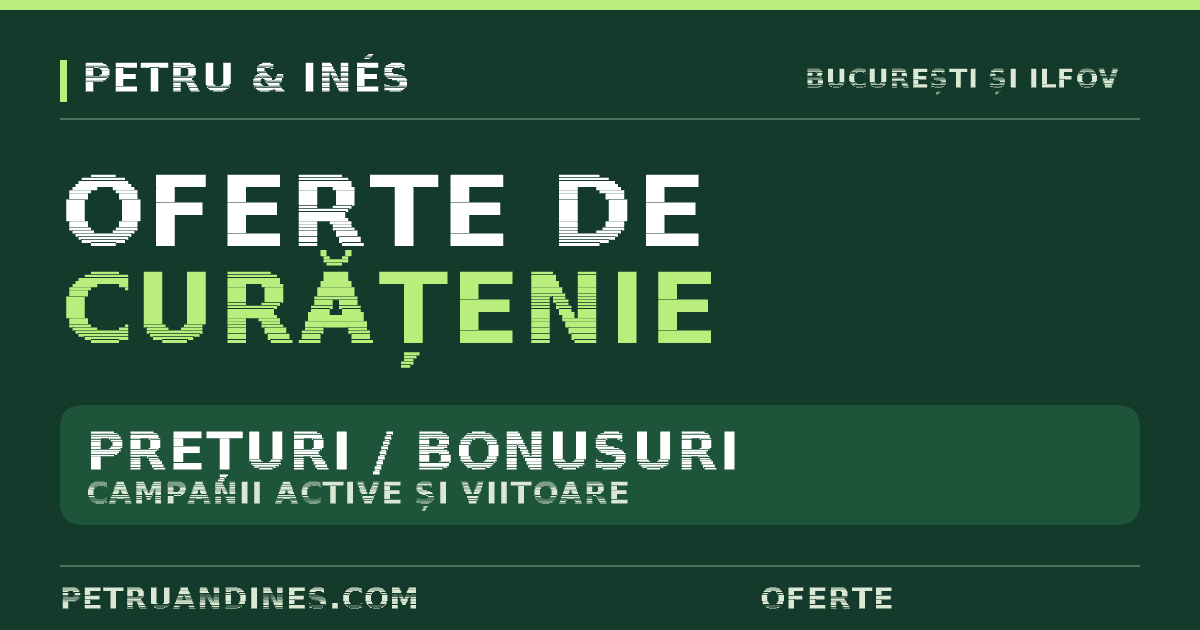 PETRU & INÉS
BUCUREȘTI ȘI ILFOV
OFERTE DE
CURĂȚENIE
PREȚURI / BONUSURI
CAMPANII ACTIVE ȘI VIITOARE
PETRUANDINES.COM
OFERTE